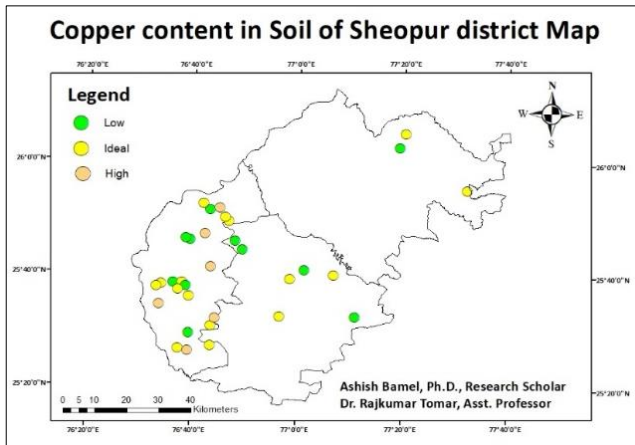 Copper content in Soil of Sheopur district Map
76°20'0"E 76°40'0"E 77°0'0"E 77°20'0"E 77°40'0"E
Legend
Low
Ideal
High
N
W E
S
26°0'0"N 26°0'0"N
25°40'0"N 25°40'0"N
25°20'0"N 25°20'0"N
Ashish Bamel, Ph.D., Research Scholar
Dr. Rajkumar Tomar, Asst. Professor
0 5 10 20 30 40
Kilometers
76°20'0"E 76°40'0"E 77°0'0"E 77°20'0"E 77°40'0"E